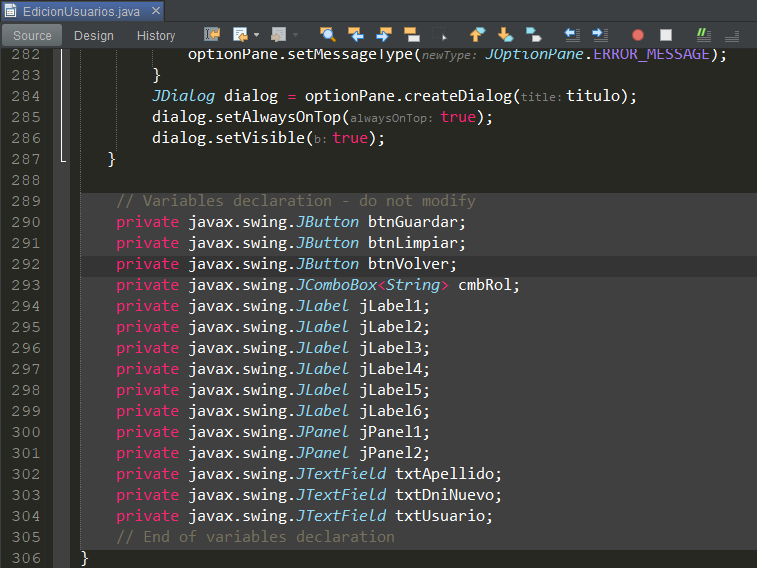 EdicionUsuarios.java ×
Source Design History
282 optionPane.setMessageType(newType: JOptionPane.ERROR_MESSAGE);
283 }
284 JDialog dialog = optionPane.createDialog(title: titulo);
285 dialog.setAlwaysOnTop(alwaysOnTop: true);
286 dialog.setVisible(b: true);
287 }
288
289 // Variables declaration - do not modify
290 private javax.swing.JButton btnGuardar;
291 private javax.swing.JButton btnLimpiar;
292 private javax.swing.JButton btnVolver;
293 private javax.swing.JComboBox<String> cmbRol;
294 private javax.swing.JLabel jLabel1;
295 private javax.swing.JLabel jLabel2;
296 private javax.swing.JLabel jLabel3;
297 private javax.swing.JLabel jLabel4;
298 private javax.swing.JLabel jLabel5;
299 private javax.swing.JLabel jLabel6;
300 private javax.swing.JPanel jPanel1;
301 private javax.swing.JPanel jPanel2;
302 private javax.swing.JTextField txtApellido;
303 private javax.swing.JTextField txtDniNuevo;
304 private javax.swing.JTextField txtUsuario;
305 // End of variables declaration
306 }